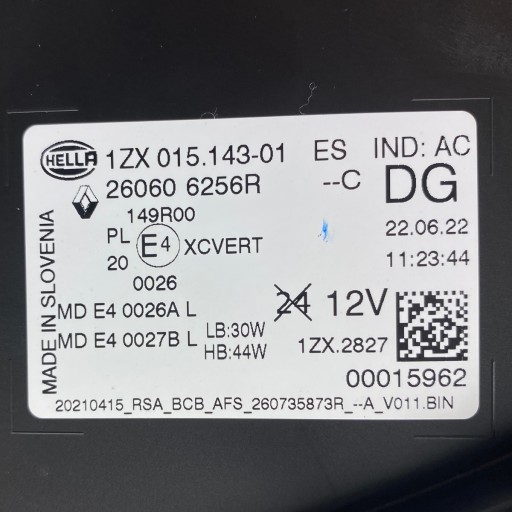 HELLA 1ZX 015.143-01 ES IND: AC
26060 6256R --C DG
149R00 22.06.22
PL E4 XCVERT
20 11:23:44
0026
MD E4 0026A L 24 12V
MD E4 0027B L LB:30W 1ZX.2827
HB:44W
00015962
20210415_RSA_BCB_AFS_260735873R_--A_V011.BIN
MADE IN SLOVENIA